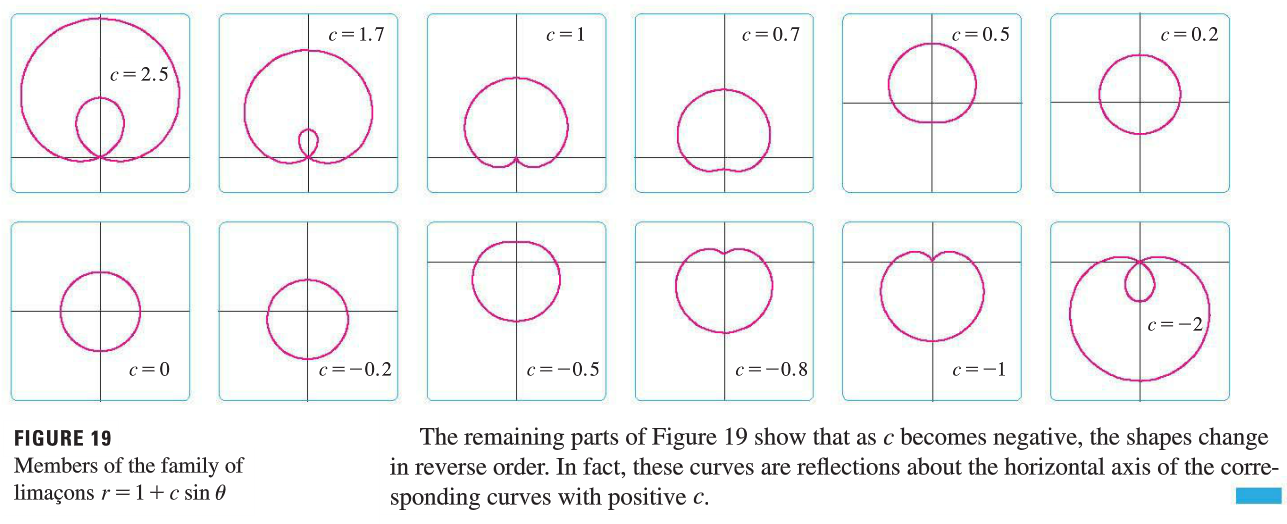 c = 2.5
c = 1.7
c = 1
c = 0.7
c = 0.5
c = 0.2
c = 0
c = −0.2
c = −0.5
c = −0.8
c = −1
c = −2
FIGURE 19
Members of the family of
limaçons r = 1 + c sin θ
The remaining parts of Figure 19 show that as c becomes negative, the shapes change
in reverse order. In fact, these curves are reflections about the horizontal axis of the corre-
sponding curves with positive c.